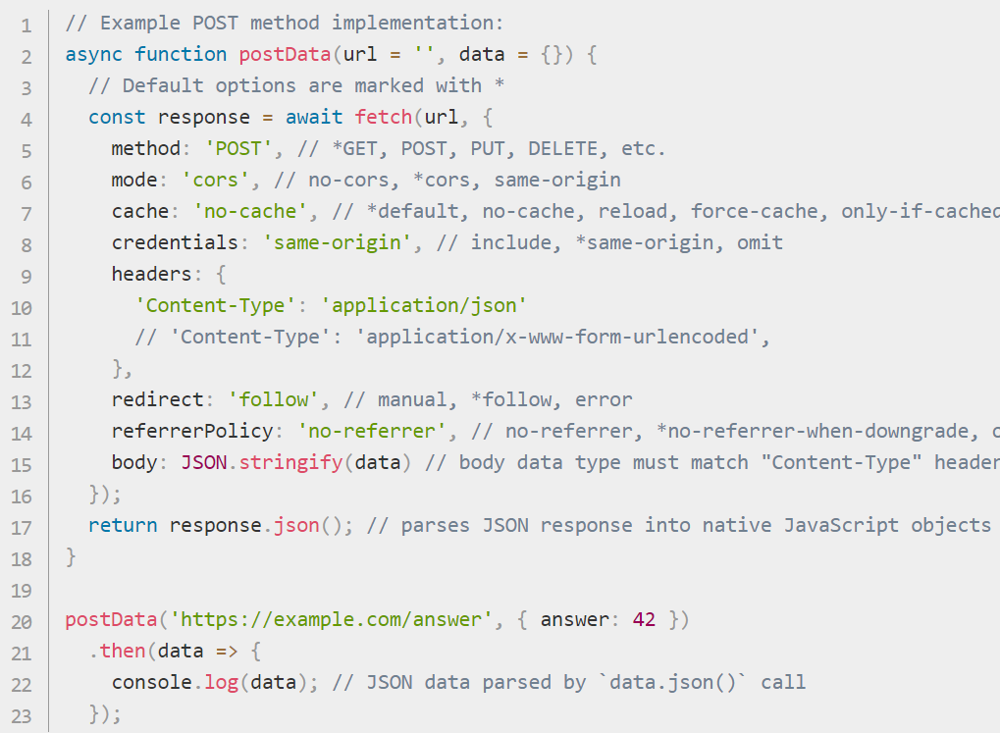 1 // Example POST method implementation:
2 async function postData(url = '', data = {}) {
3   // Default options are marked with *
4   const response = await fetch(url, {
5     method: 'POST', // *GET, POST, PUT, DELETE, etc.
6     mode: 'cors', // no-cors, *cors, same-origin
7     cache: 'no-cache', // *default, no-cache, reload, force-cache, only-if-cached
8     credentials: 'same-origin', // include, *same-origin, omit
9     headers: {
10       'Content-Type': 'application/json'
11       // 'Content-Type': 'application/x-www-form-urlencoded',
12     },
13     redirect: 'follow', // manual, *follow, error
14     referrerPolicy: 'no-referrer', // no-referrer, *no-referrer-when-downgrade,
15     body: JSON.stringify(data) // body data type must match "Content-Type" header
16   });
17   return response.json(); // parses JSON response into native JavaScript objects
18 }
19
20 postData('https://example.com/answer', { answer: 42 })
21   .then(data => {
22     console.log(data); // JSON data parsed by `data.json()` call
23   });